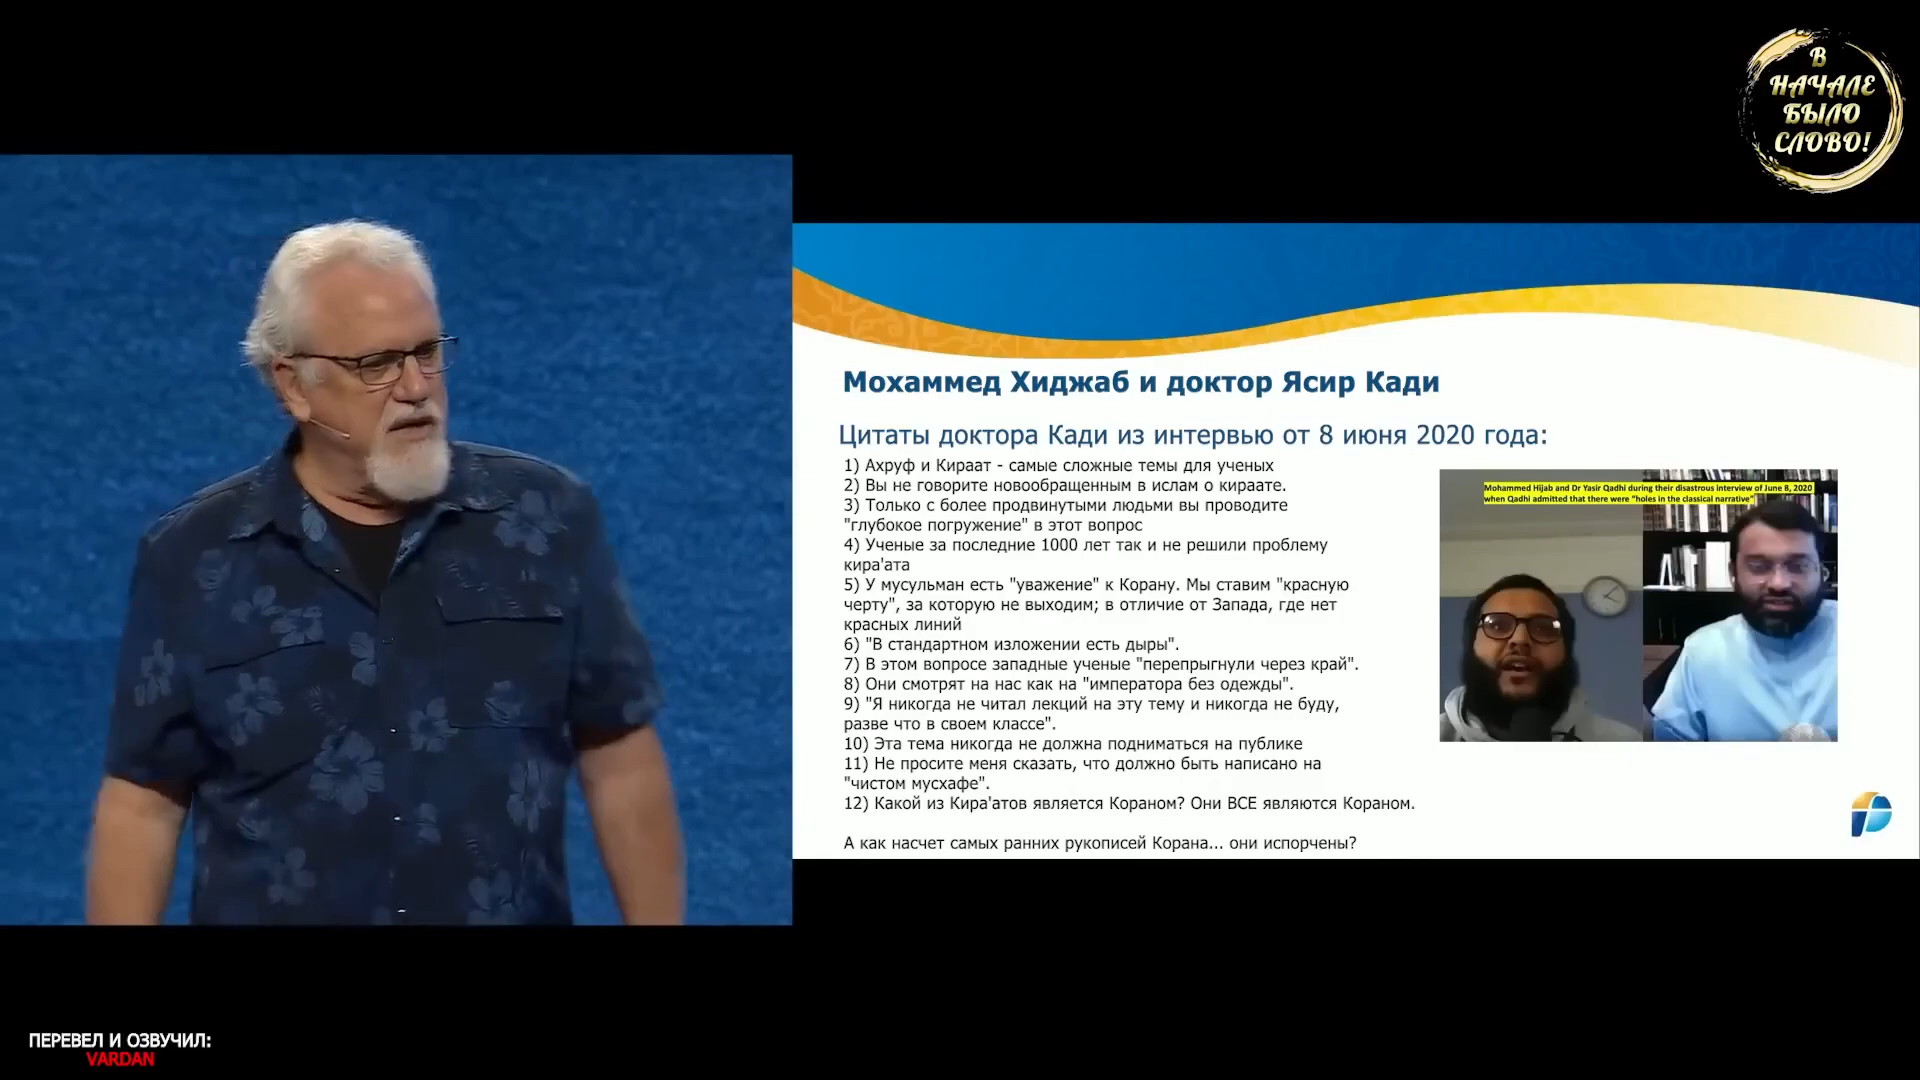 В
НАЧАЛЕ
БЫЛО
СЛОВО!
Мохаммед Хиджаб и доктор Ясир Кади
Цитаты доктора Кади из интервью от 8 июня 2020 года:
1) Ахруф и Кираат - самые сложные темы для ученых
2) Вы не говорите новообращенным в ислам о кираате.
3) Только с более продвинутыми людьми вы проводите
"глубокое погружение" в этот вопрос
4) Ученые за последние 1000 лет так и не решили проблему
кира'ата
5) У мусульман есть "уважение" к Корану. Мы ставим "красную
черту", за которую не выходим; в отличие от Запада, где нет
красных линий
6) "В стандартном изложении есть дыры".
7) В этом вопросе западные ученые "перепрыгнули через край".
8) Они смотрят на нас как на "императора без одежды".
9) "Я никогда не читал лекций на эту тему и никогда не буду,
разве что в своем классе".
10) Эта тема никогда не должна подниматься на публике
11) Не просите меня сказать, что должно быть написано на
"чистом мусхафе".
12) Какой из Кира'атов является Кораном? Они ВСЕ являются Кораном.
А как насчет самых ранних рукописей Корана... они испорчены?
Mohammed Hijab and Dr Yasir Qadhi during their disastrous interview of June 8, 2020
when Qadhi admitted that there were "holes in the classical narrative"
ПЕРЕВЕЛ И ОЗВУЧИЛ:
VARDAN